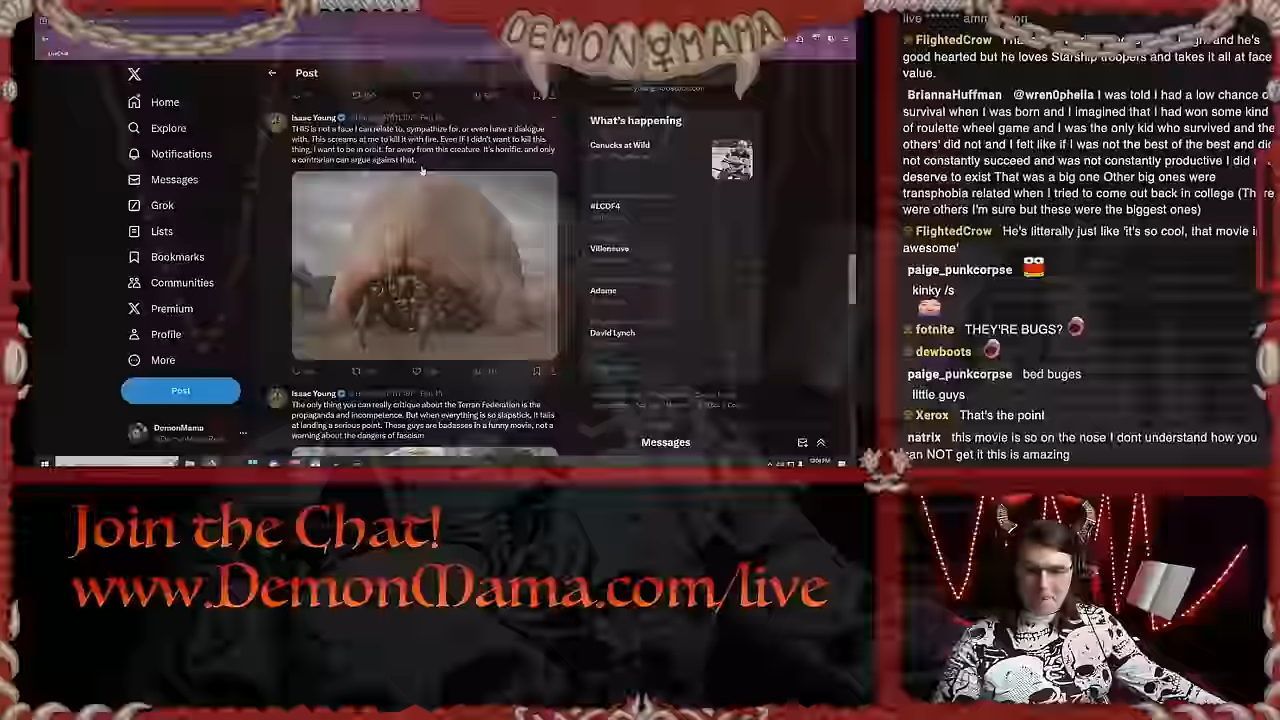 DEMON MAMA
Post
Home
Explore
Notifications
Messages
Grok
Lists
Bookmarks
Communities
Premium
Profile
More
Post
DemonMama
Isaac Young
THIS is not a face I can relate to, sympathize for, or even have a dialogue
with. This screams at me to kill it with fire. Even if I didn't want to kill this
thing, I want to be in orbit, far away from this creature. It's horrific, and only
a contrarian can argue against that.
Isaac Young
The only thing you can really critique about the Terran Federation is the
propaganda and incompetence. But when everything is so slapstick, it fails
at landing a serious point. These guys are badasses in a funny movie, not a
warning about the dangers of fascism
What's happening
Canucks at Wild
#LCDF4
Villeneuve
Adams
David Lynch
Messages
live
FlightedCrow
and he's
good hearted but he loves Starship troopers and takes it all at face
value.
BriannaHuffman @wren0phelia I was told I had a low chance o
survival when I was born and I imagined that I had won some kind
of roulette wheel game and I was the only kid who survived and the
others' did not and I felt like if I was not the best of the best and did
not constantly succeed and was not constantly productive I did
deserve to exist That was a big one Other big ones were
transphobia related when I tried to come out back in college (There
were others I'm sure but these were the biggest ones)
FlightedCrow He's litterally just like 'it's so cool, that movie i
awesome'
paige_punkcorpse
kinky /s
fotnite THEY'RE BUGS?
dewboots
paige_punkcorpse bed buges
little guys
Xerox That's the point
natrix this movie is so on the nose I dont understand how you
can NOT get it this is amazing
Join the Chat!
www.DemonMama.com/live